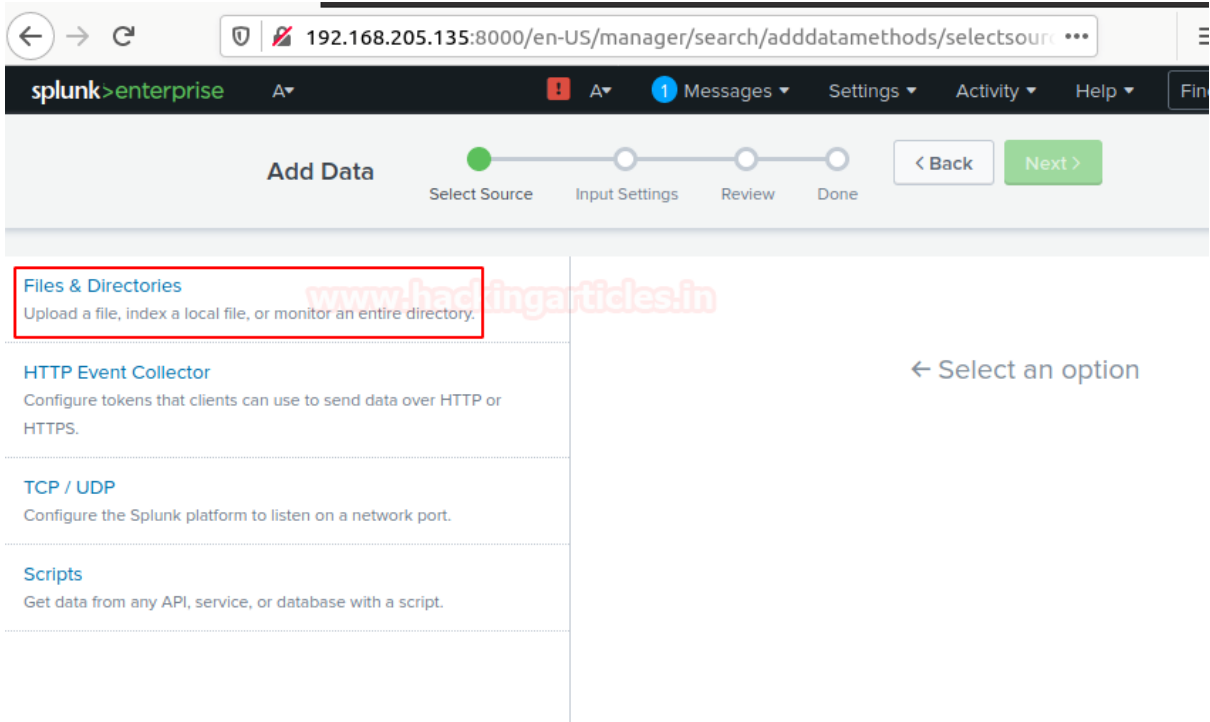 192.168.205.135:8000/en-US/manager/search/adddatamethods/selectsourc
splunk>enterprise A A 1 Messages Settings Activity Help Find
Add Data
Select Source Input Settings Review Done
< Back Next >
Files & Directories
Upload a file, index a local file, or monitor an entire directory.
www.hackingarticles.in
HTTP Event Collector
Configure tokens that clients can use to send data over HTTP or
HTTPS.
← Select an option
TCP / UDP
Configure the Splunk platform to listen on a network port.
Scripts
Get data from any API, service, or database with a script.